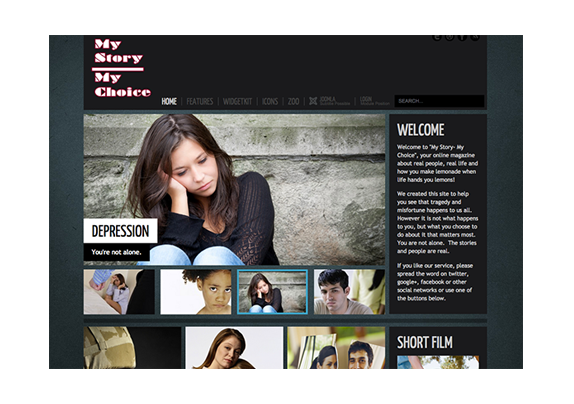 My
Story
My
Choice
HOME
FEATURES
WIDGETKIT
ICONS
ZOO
JOOMLA
LOGIN
SEARCH...
DEPRESSION
You're not alone.
WELCOME
Welcome to "My Story- My
Choice", your online magazine
about real people, real life and
how you make lemonade when
life hands you lemons!
We created this site to help
you see that tragedy and
misfortune happens to us all.
However it is not what happens
to you, but what you choose to
do about it that matters most.
You are not alone. The stories
and people are real.
If you like our service, please
spread the word on twitter,
google+, facebook or other
social networks or use one of
the buttons below.
SHORT FILM